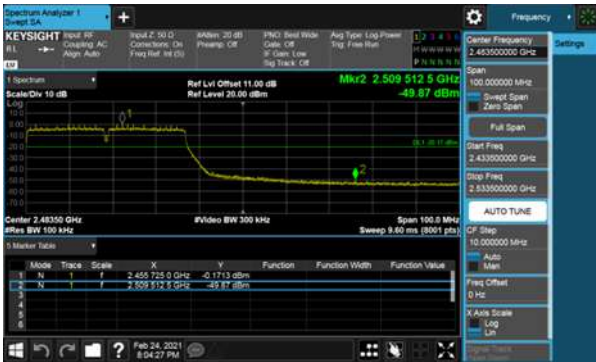 Spectrum Analyzer 1
Swept SA
+
Frequency
KEYSIGHT
Input: RF
Coupling: AC
Align: Auto
Input Z: 50 Ω
Corrections: On
Freq Ref: Int (S)
#Atten: 20 dB
Preamp: Off
PNO: Best Wide
Gate: Off
IF Gain: Low
Sig Track: Off
Avg Type: Log-Power
Trig: Free Run
Center Frequency
2.483500000 GHz
Settings
Span
100.000000 MHz
Swept Span
Zero Span
Full Span
Start Freq
2.433500000 GHz
Stop Freq
2.533500000 GHz
AUTO TUNE
CF Step
10.000000 MHz
Auto
Man
Freq Offset
0 Hz
X Axis Scale
Log
Lin
Signal Track
1 Spectrum
Scale/Div 10 dB
Ref Lvl Offset 11.00 dB
Ref Level 20.00 dBm
Mkr2 2.509 512 5 GHz
-49.87 dBm
Log
Center 2.48350 GHz
#Res BW 100 kHz
#Video BW 300 kHz
Span 100.0 MHz
Sweep 9.60 ms (8001 pts)
5 Marker Table
Mode Trace Scale X Y Function Function Width Function Value
1 N 1 f 2.455 725 0 GHz -0.1713 dBm
2 N 1 f 2.509 512 5 GHz -49.87 dBm
3
4
5
6
?
Feb 24, 2021
8:04:27 PM